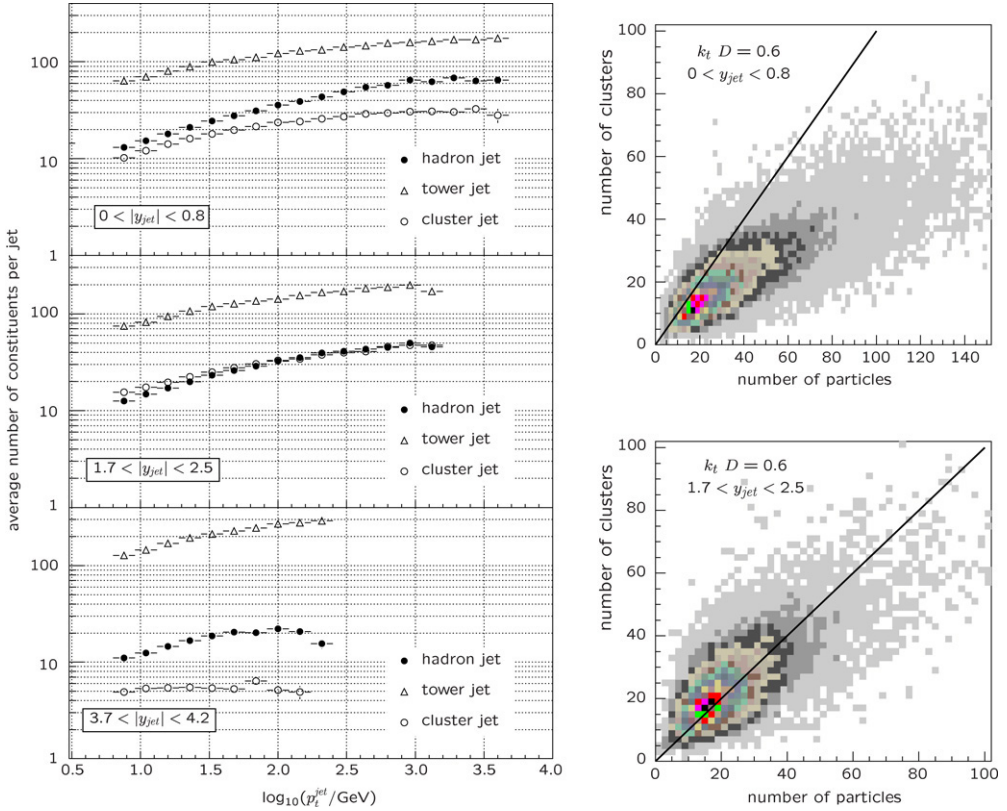 average number of constituents per jet
100
10
1
hadron jet
tower jet
cluster jet
0 < |y_jet| < 0.8
100
10
1
hadron jet
tower jet
cluster jet
1.7 < |y_jet| < 2.5
100
10
1
hadron jet
tower jet
cluster jet
3.7 < |y_jet| < 4.2
0.5 1.0 1.5 2.0 2.5 3.0 3.5 4.0
log₁₀(p_t^jet/GeV)
number of clusters
100
80
60
40
20
0
k_t D = 0.6
0 < y_jet < 0.8
0 20 40 60 80 100 120 140
number of particles
number of clusters
100
80
60
40
20
0
k_t D = 0.6
1.7 < y_jet < 2.5
0 20 40 60 80 100
number of particles